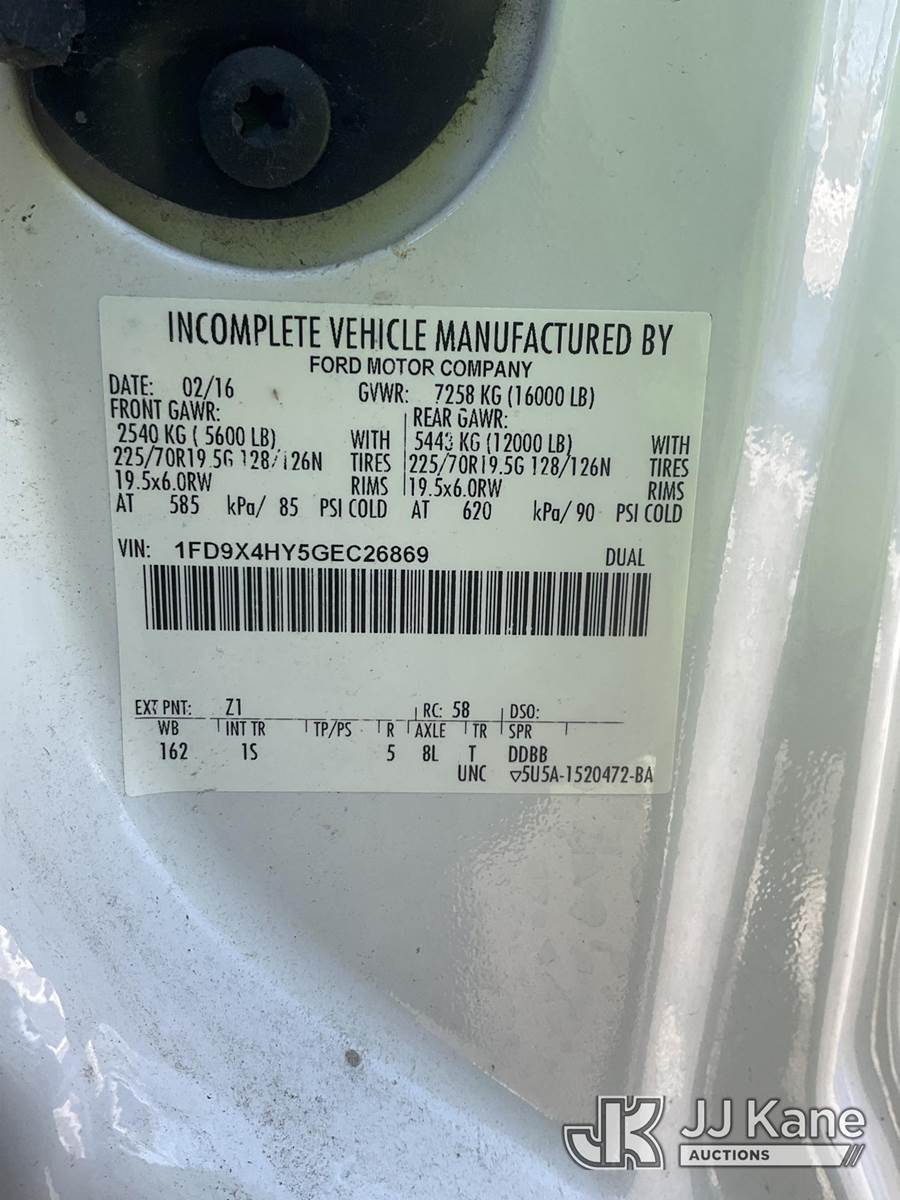 INCOMPLETE VEHICLE MANUFACTURED BY
FORD MOTOR COMPANY
DATE: 02/16 GVWR: 7258 KG (16000 LB)
FRONT GAWR: REAR GAWR:
2540 KG ( 5600 LB) WITH 5443 KG (12000 LB) WITH
225/70R19.5G 128/126N TIRES 225/70R19.5G 128/126N TIRES
19.5x6.0RW RIMS 19.5x6.0RW RIMS
AT 585 kPa/ 85 PSI COLD AT 620 kPa/ 90 PSI COLD
VIN: 1FD9X4HY5GEC26869 DUAL
EXT PNT: Z1 RC: 58 DSO:
WB INT TR TP/PS R AXLE TR SPR
162 1S 5 8L T DDBB
UNC ▽5U5A-1520472-BA
JK JJ Kane
AUCTIONS